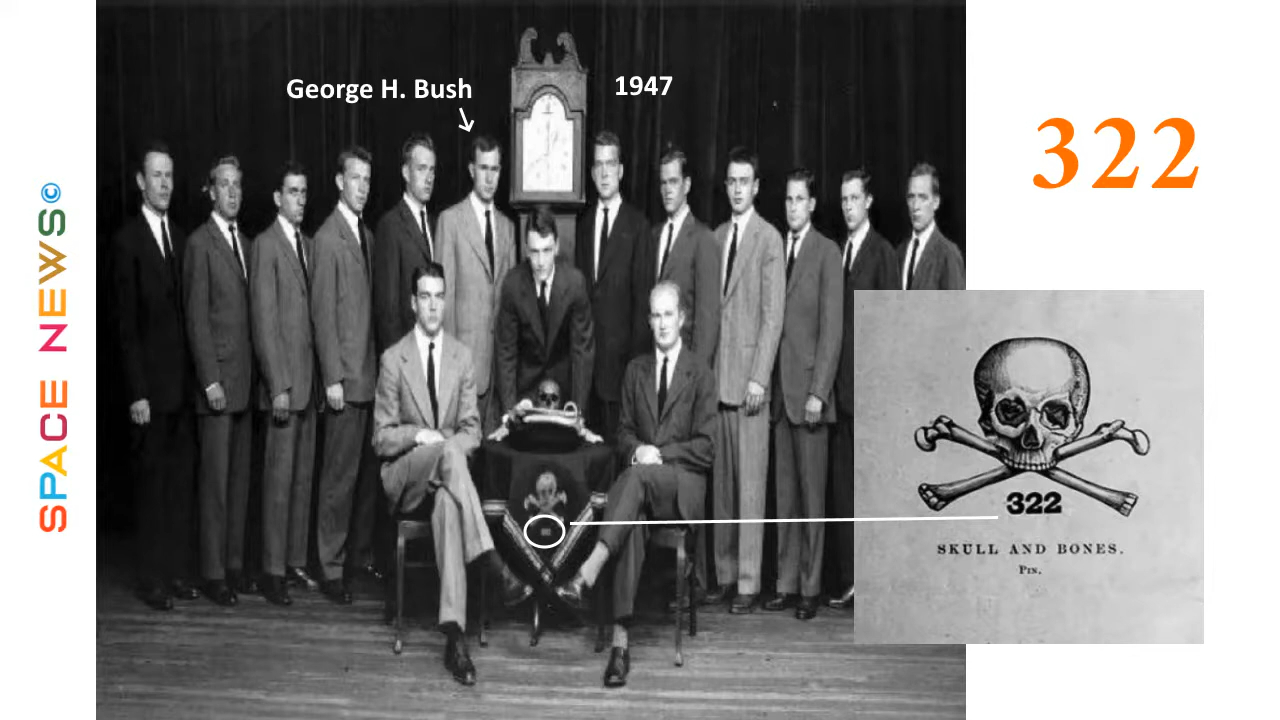 SPACE NEWS©
George H. Bush
1947
322
322
SKULL AND BONES.
PIN.